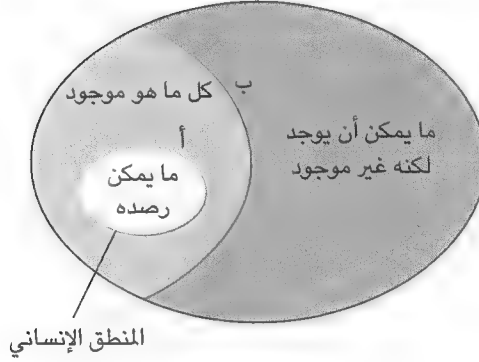 ب
كل ما هو موجود
أ
ما يمكن
رصده
ما يمكن أن يوجد
لكنه غير موجود
المنطق الإنساني